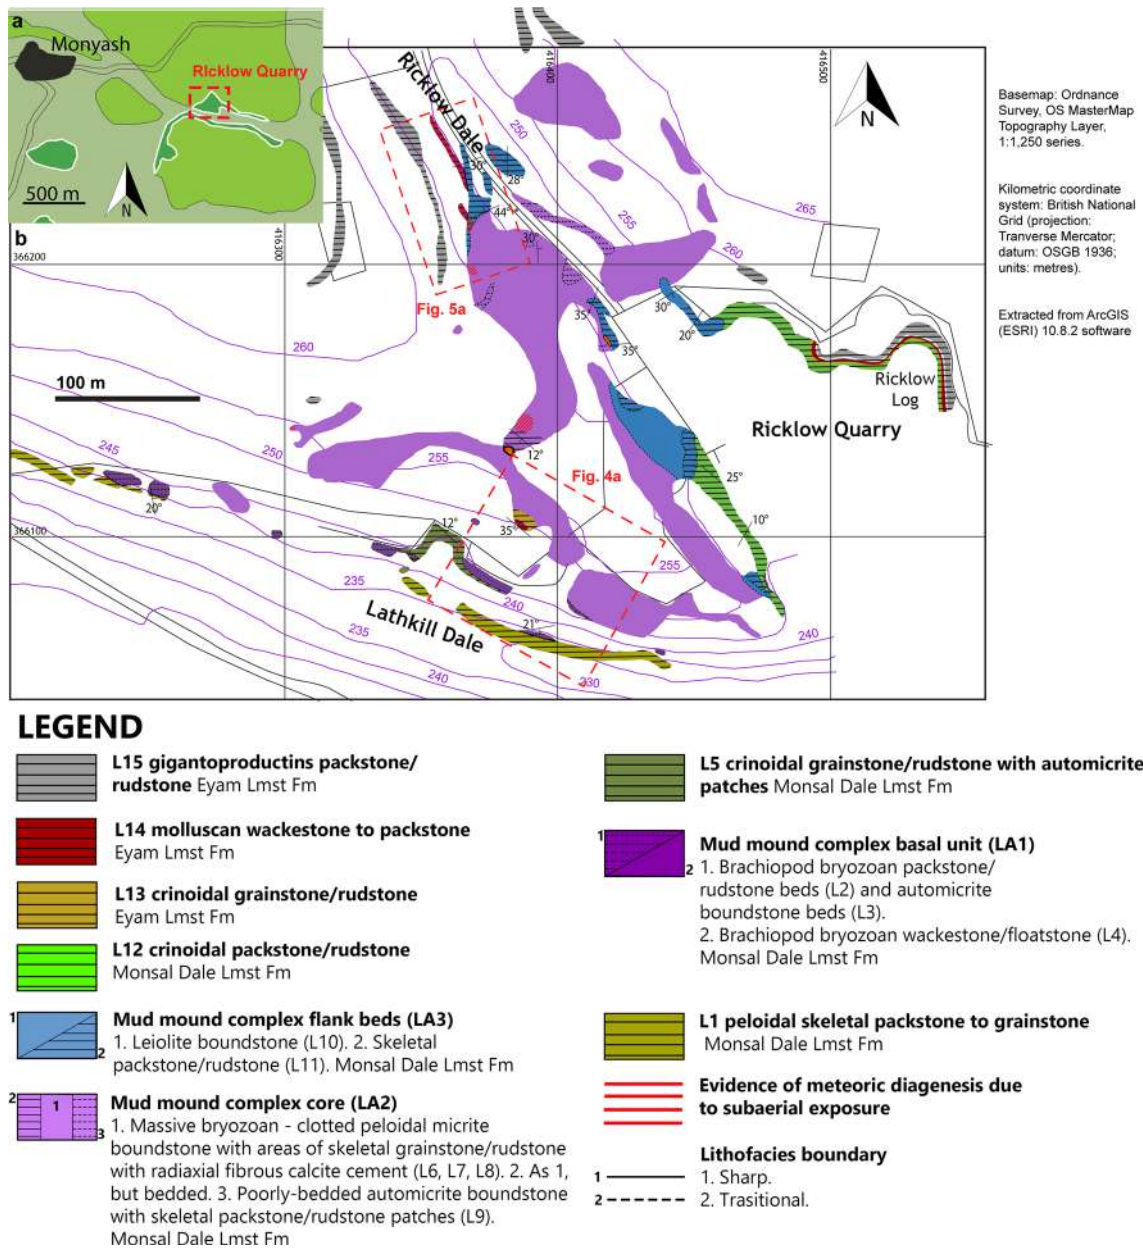 a
Monyash
Ricklow Quarry
500 m
N
b
Ricklow Dale
416300
416400
416500
366200
366100
N
250
255
265
260
30°
28°
44°
30°
Fig. 5a
35°
35°
30°
20°
260
100 m
Ricklow
Log
Ricklow Quarry
245
250
255
12°
Fig. 4a
25°
20°
12°
35°
10°
235
255
240
Lathkill Dale
21°
235
240
240
230
Basemap: Ordnance
Survey, OS MasterMap
Topography Layer,
1:1,250 series.
Kilometric coordinate
system: British National
Grid (projection:
Tranverse Mercator;
datum: OSGB 1936;
units: metres).
Extracted from ArcGIS
(ESRI) 10.8.2 software
LEGEND
L15 gigantoproductins packstone/
rudstone Eyam Lmst Fm
L14 molluscan wackestone to packstone
Eyam Lmst Fm
L13 crinoidal grainstone/rudstone
Eyam Lmst Fm
L12 crinoidal packstone/rudstone
Monsal Dale Lmst Fm
1
2
Mud mound complex flank beds (LA3)
1. Leiolite boundstone (L10). 2. Skeletal
packstone/rudstone (L11). Monsal Dale Lmst Fm
2
1
3
Mud mound complex core (LA2)
1. Massive bryozoan - clotted peloidal micrite
boundstone with areas of skeletal grainstone/rudstone
with radiaxial fibrous calcite cement (L6, L7, L8). 2. As 1,
but bedded. 3. Poorly-bedded automicrite boundstone
with skeletal packstone/rudstone patches (L9).
Monsal Dale Lmst Fm
L5 crinoidal grainstone/rudstone with automicrite
patches Monsal Dale Lmst Fm
1
2
Mud mound complex basal unit (LA1)
1. Brachiopod bryozoan packstone/
rudstone beds (L2) and automicrite
boundstone beds (L3).
2. Brachiopod bryozoan wackestone/floatstone (L4).
Monsal Dale Lmst Fm
L1 peloidal skeletal packstone to grainstone
Monsal Dale Lmst Fm
Evidence of meteoric diagenesis due
to subaerial exposure
Lithofacies boundary
1
1. Sharp.
2
2. Trasitional.